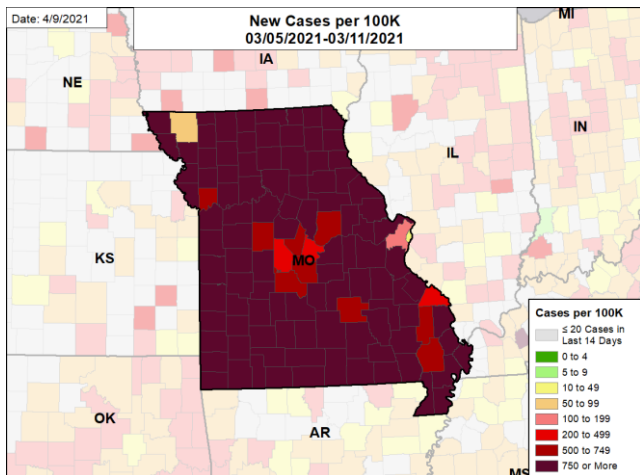 Date: 4/9/2021
New Cases per 100K
03/05/2021-03/11/2021
MI
IA
NE
IL
IN
KS
MO
OK
AR
MS
Cases per 100K
≤ 20 Cases in
Last 14 Days
0 to 4
5 to 9
10 to 49
50 to 99
100 to 199
200 to 499
500 to 749
750 or More